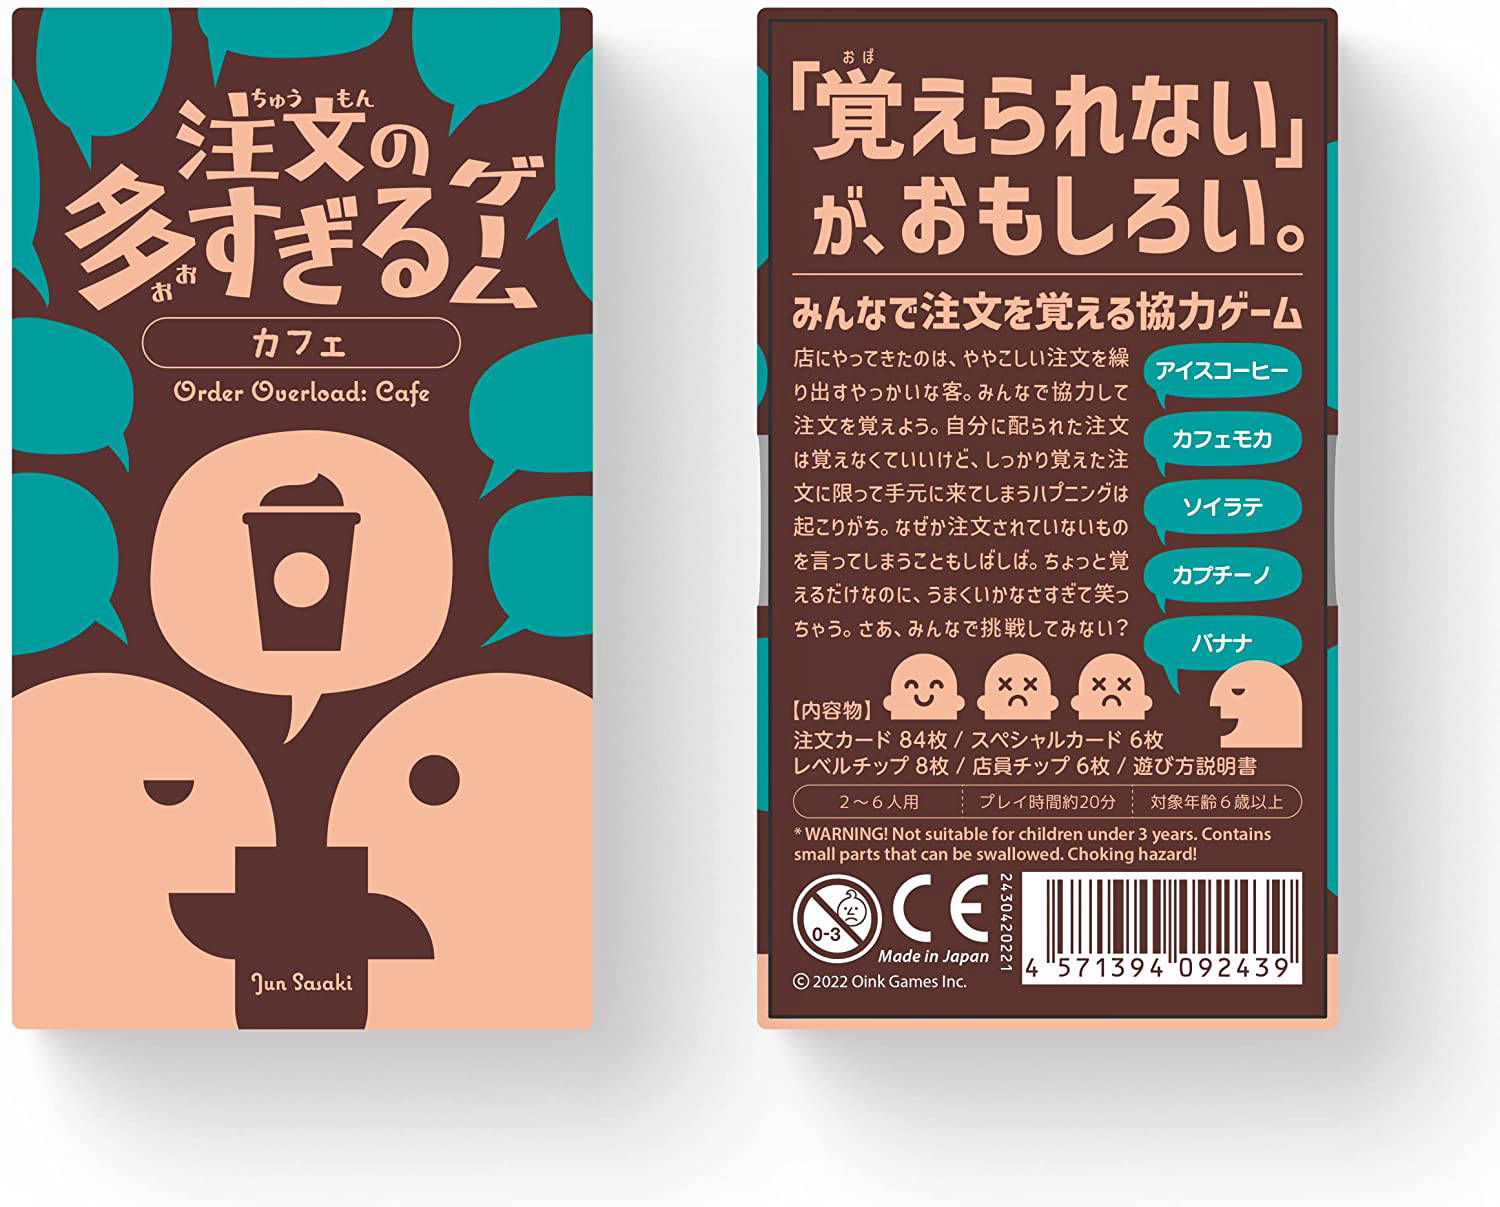 ちゅう もん
注文の
多すぎる
おお
ゲーム
カフェ
Order Overload: Cafe
Jun Sasaki
おぼ
「覚えられない」
が、おもしろい。
みんなで注文を覚える協力ゲーム
店にやってきたのは、ややこしい注文を繰
り出すやっかいな客。みんなで協力して
注文を覚えよう。自分に配られた注文
は覚えなくていいけど、しっかり覚えた注
文に限って手元に来てしまうハプニングは
起こりがち。なぜか注文されていないもの
を言ってしまうこともしばしば。ちょっと覚
えるだけなのに、うまくいかなさすぎて笑っ
ちゃう。さあ、みんなで挑戦してみない？
アイスコーヒー
カフェモカ
ソイラテ
カプチーノ
バナナ
【内容物】
注文カード 84枚 / スペシャルカード 6枚
レベルチップ 8枚 / 店員チップ 6枚 / 遊び方説明書
2〜6人用
プレイ時間約20分
対象年齢6歳以上
* WARNING! Not suitable for children under 3 years. Contains
small parts that can be swallowed. Choking hazard!
0-3
CE
Made in Japan
© 2022 Oink Games Inc.
2430420221
4 571394 092439